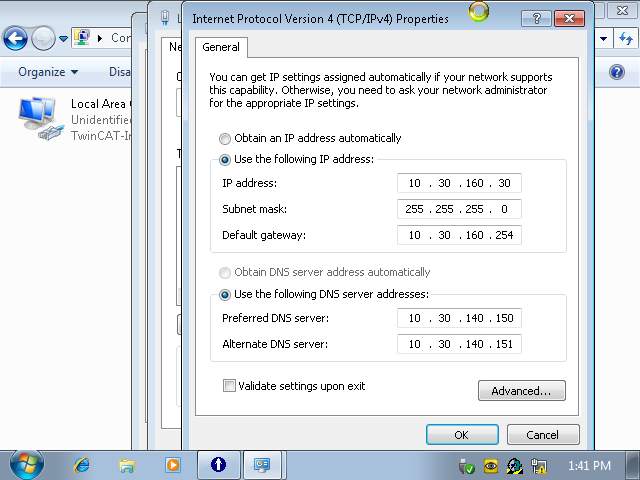 Internet Protocol Version 4 (TCP/IPv4) Properties
General
You can get IP settings assigned automatically if your network supports
this capability. Otherwise, you need to ask your network administrator
for the appropriate IP settings.
Obtain an IP address automatically
Use the following IP address:
IP address: 10 . 30 . 160 . 30
Subnet mask: 255 . 255 . 255 . 0
Default gateway: 10 . 30 . 160 . 254
Obtain DNS server address automatically
Use the following DNS server addresses:
Preferred DNS server: 10 . 30 . 140 . 150
Alternate DNS server: 10 . 30 . 140 . 151
Validate settings upon exit
Advanced...
OK
Cancel
Organize
Local Area
1:41 PM